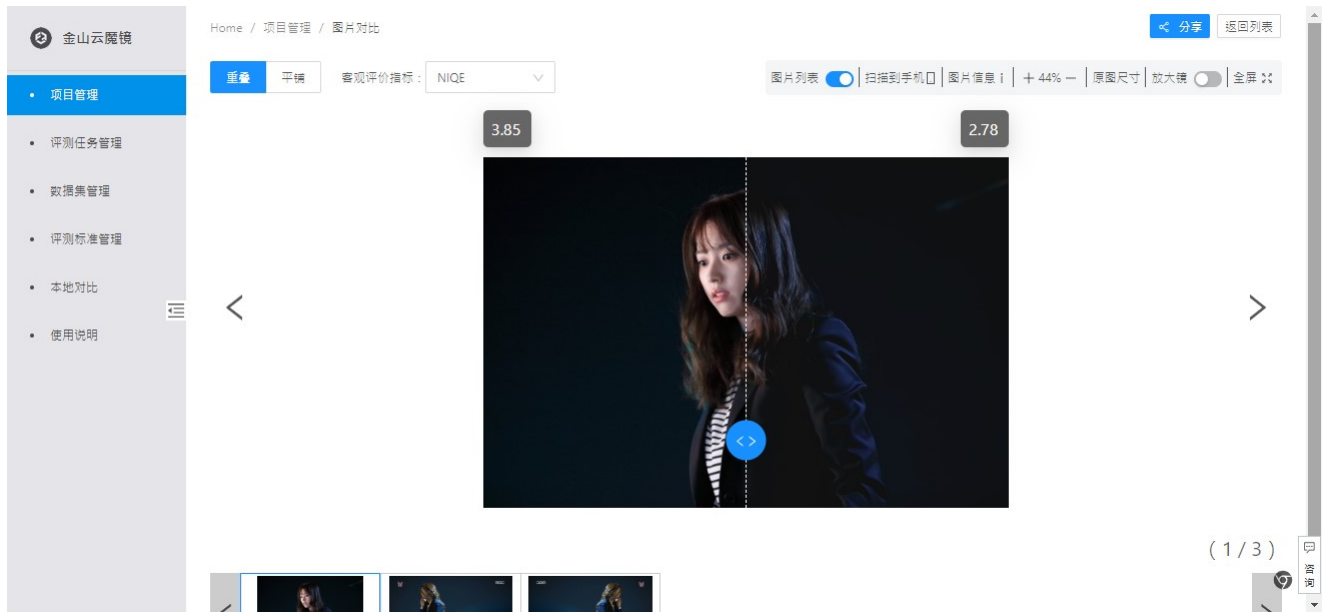 金山云魔镜
Home / 项目管理 / 图片对比
分享
返回列表
重叠
平铺
客观评价指标：
NIQE
图片列表
扫描到手机
图片信息 i
+ 44% −
原图尺寸
放大镜
全屏
项目管理
评测任务管理
数据集管理
评测标准管理
本地对比
使用说明
3.85
2.78
( 1 / 3 )
咨询